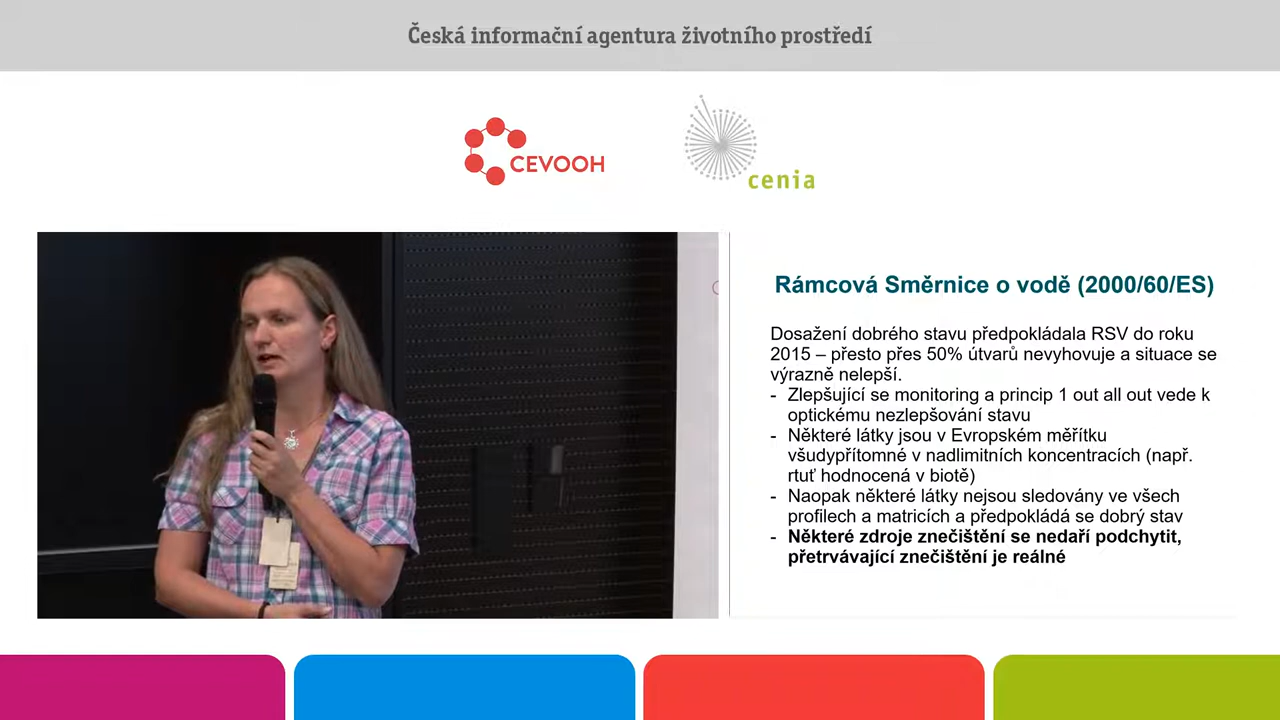 Česká informační agentura životního prostředí
CEVOOH
cenia
Rámcová Směrnice o vodě (2000/60/ES)
Dosažení dobrého stavu předpokládala RSV do roku
2015 – přesto přes 50% útvarů nevyhovuje a situace se
výrazně nelepší.
- Zlepšující se monitoring a princip 1 out all out vede k
optickému nezlepšování stavu
- Některé látky jsou v Evropském měřítku
všudypřítomné v nadlimitních koncentracích (např.
rtuť hodnocená v biotě)
- Naopak některé látky nejsou sledovány ve všech
profilech a matricích a předpokládá se dobrý stav
- Některé zdroje znečištění se nedaří podchytit,
přetrvávající znečištění je reálné